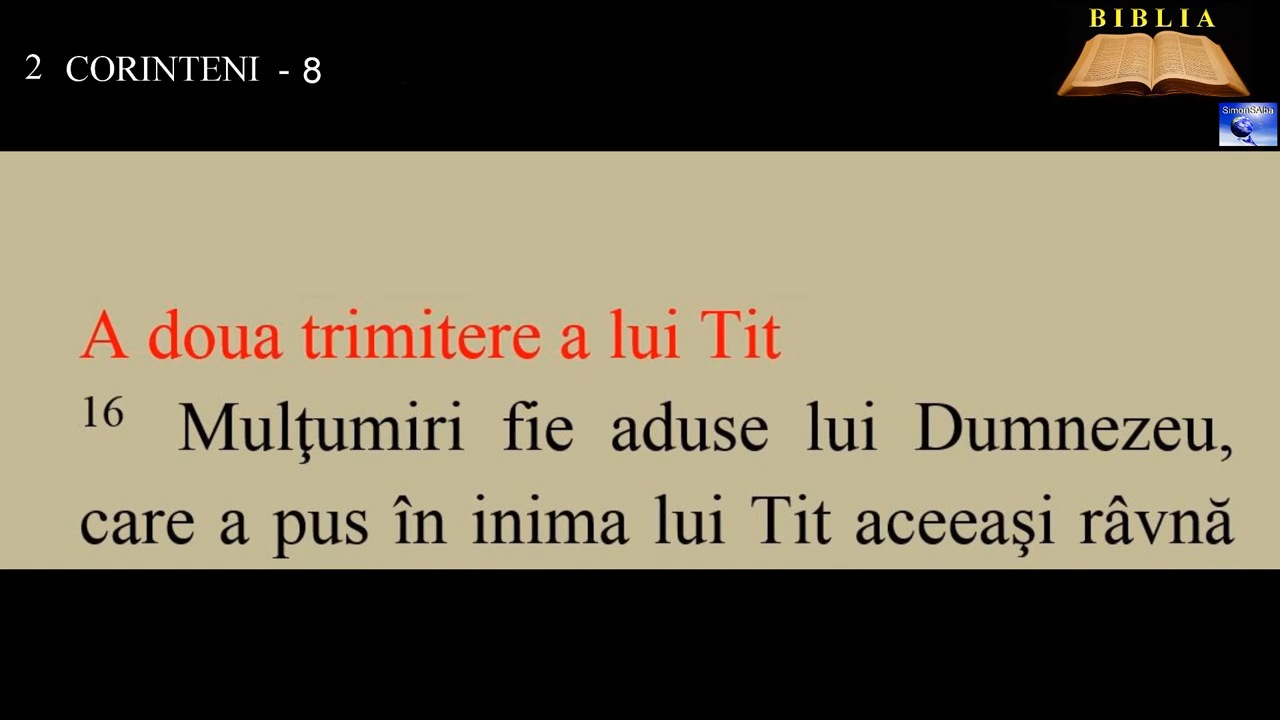 BIBLIA
2 CORINTENI - 8
SimonSAlba
A doua trimitere a lui Tit
16 Mulţumiri fie aduse lui Dumnezeu,
care a pus în inima lui Tit aceeaşi râvnă